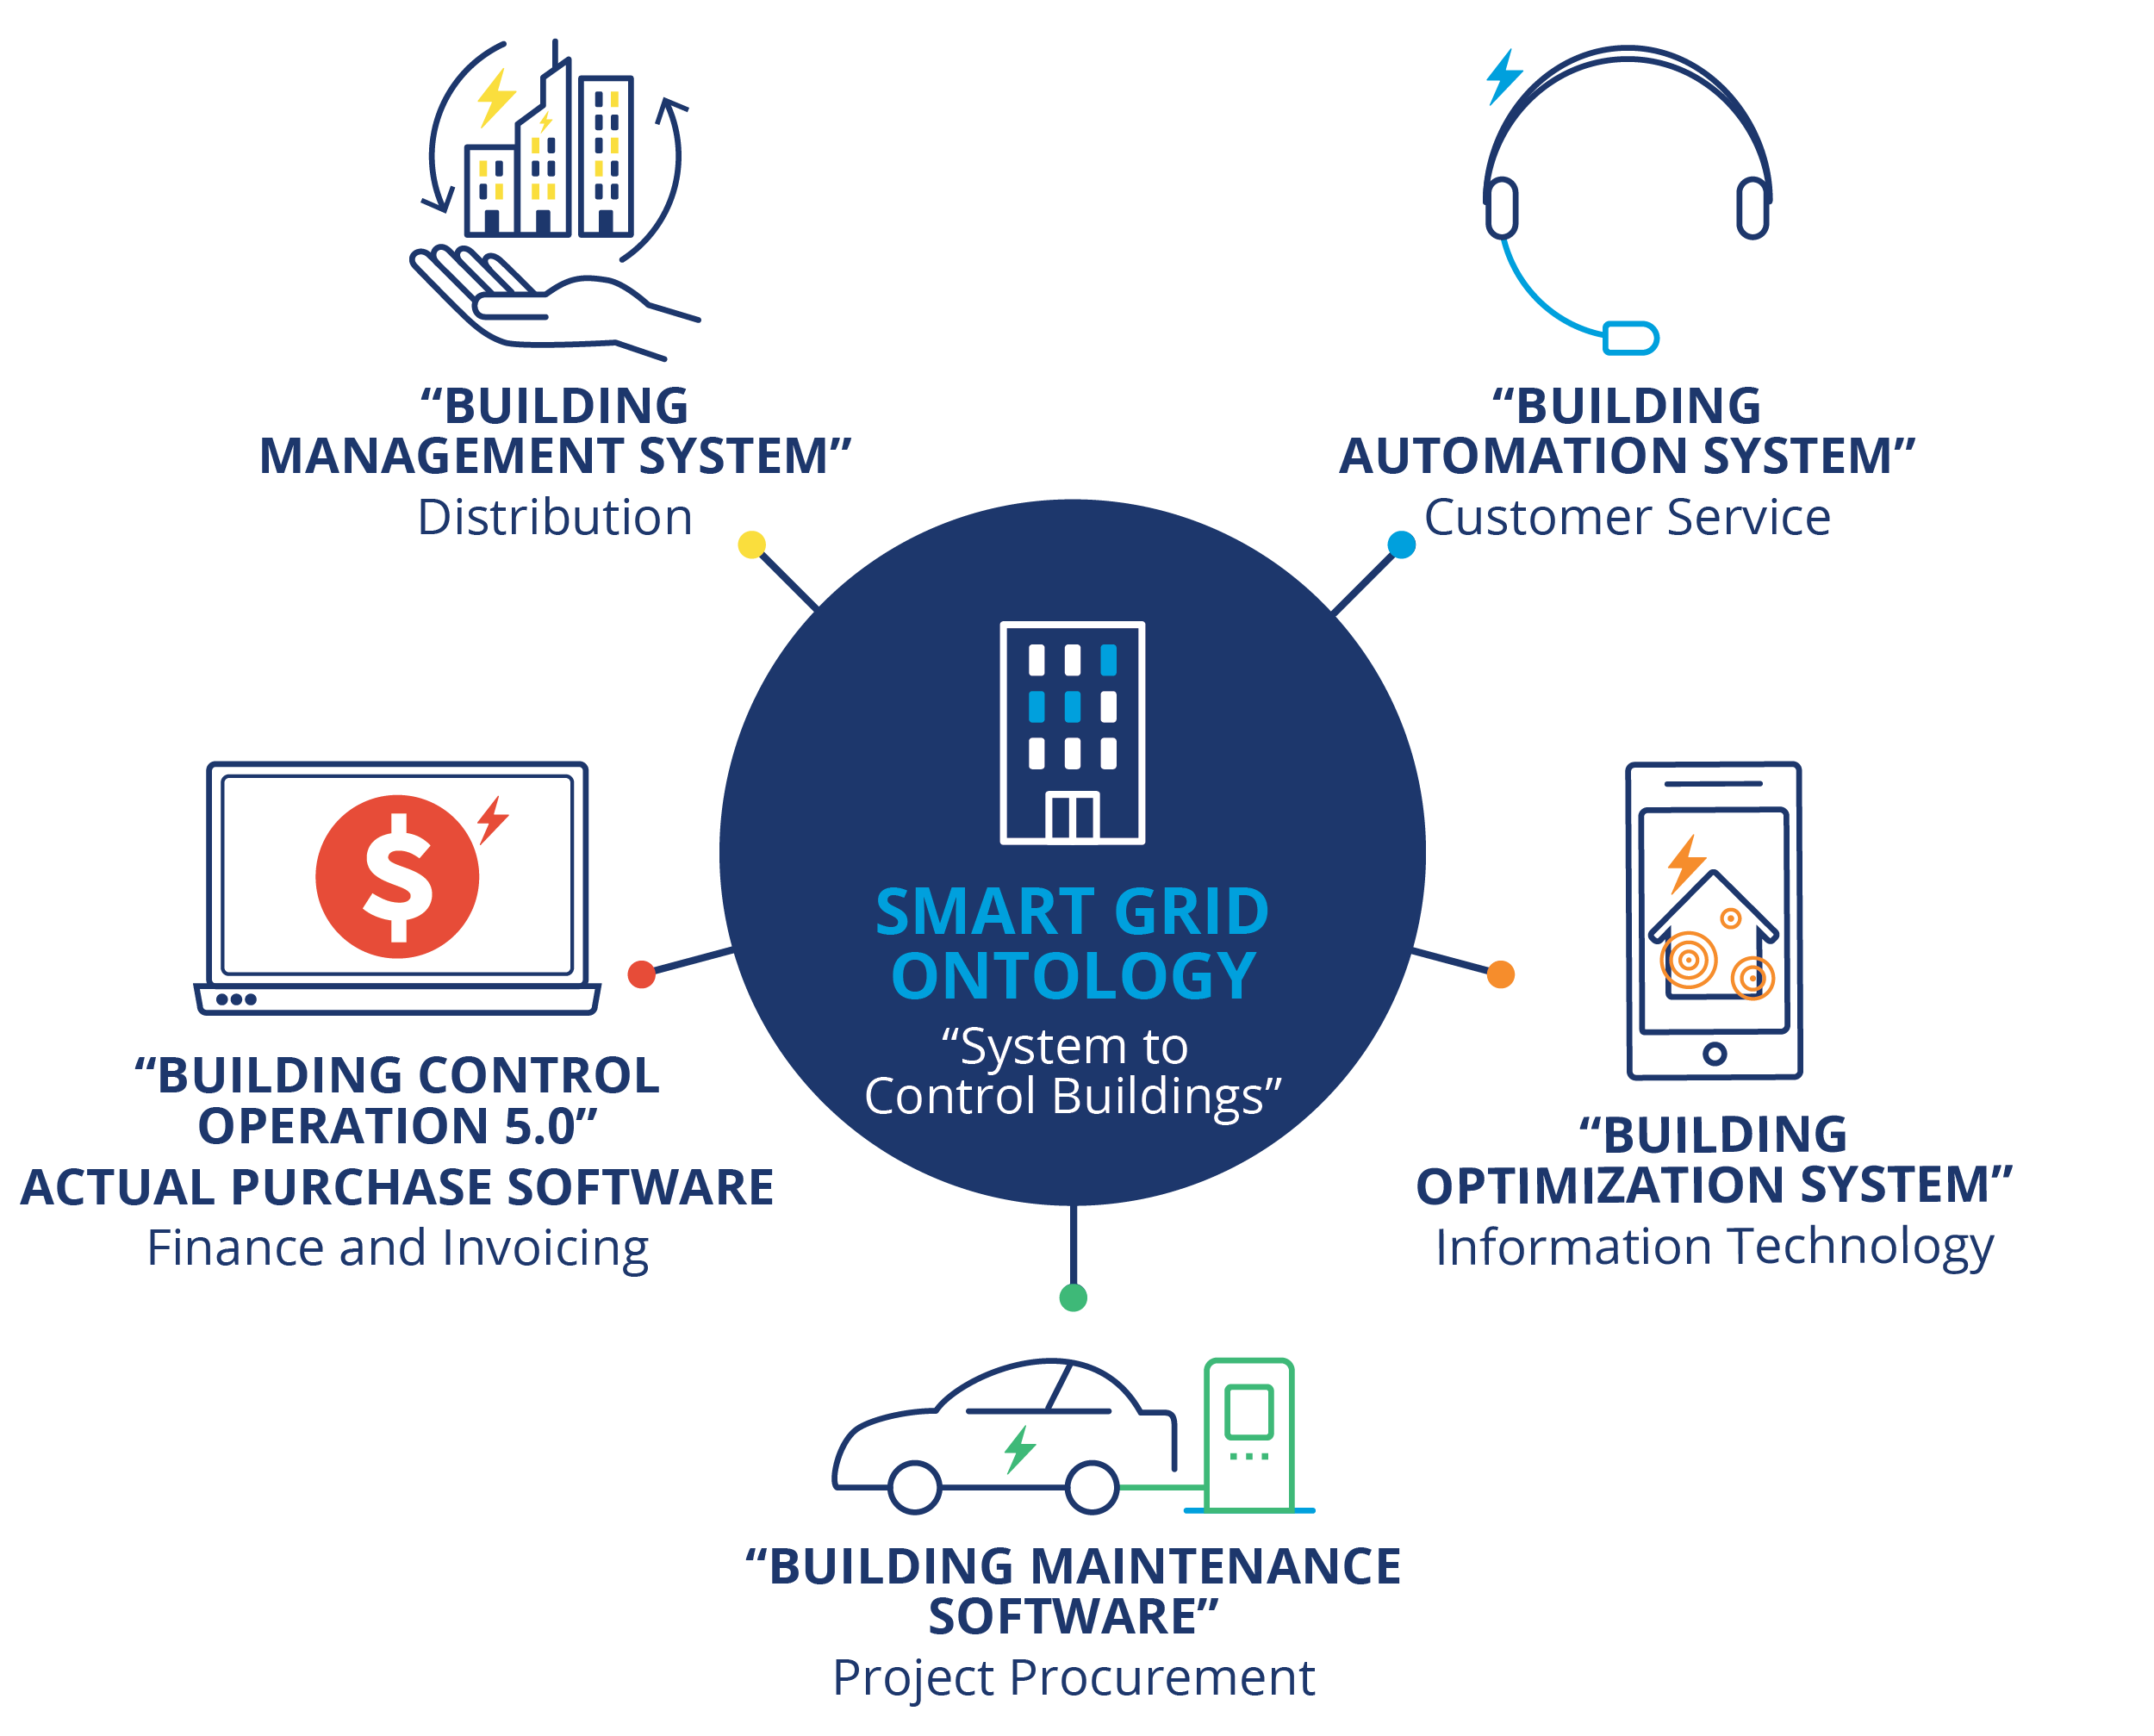 “BUILDING
MANAGEMENT SYSTEM”
Distribution
“BUILDING
AUTOMATION SYSTEM”
Customer Service
SMART GRID
ONTOLOGY
“System to
Control Buildings”
“BUILDING CONTROL
OPERATION 5.0”
ACTUAL PURCHASE SOFTWARE
Finance and Invoicing
“BUILDING
OPTIMIZATION SYSTEM”
Information Technology
“BUILDING MAINTENANCE
SOFTWARE”
Project Procurement